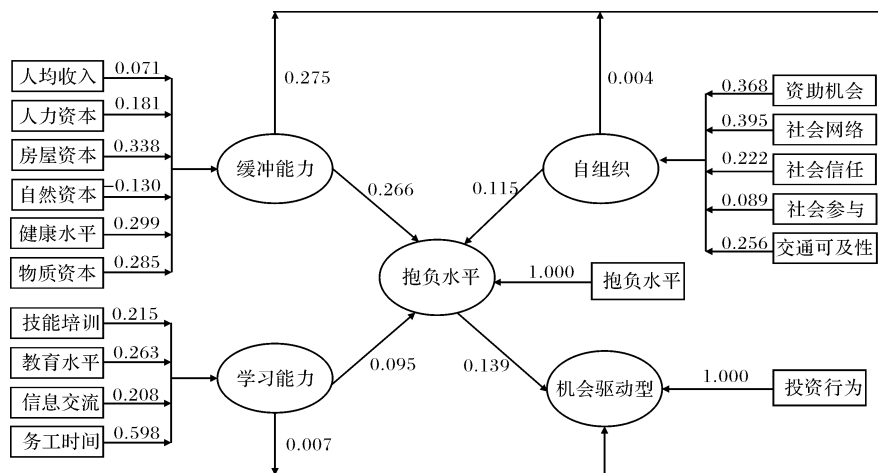 0.275
0.004
人均收入
0.071
人力资本
0.181
房屋资本
0.338
自然资本
-0.130
健康水平
0.299
物质资本
0.285
缓冲能力
自组织
0.368
资助机会
0.395
社会网络
0.222
社会信任
0.089
社会参与
0.256
交通可及性
0.266
0.115
抱负水平
1.000
抱负水平
技能培训
0.215
教育水平
0.263
信息交流
0.208
务工时间
0.598
学习能力
0.095
0.139
机会驱动型
1.000
投资行为
0.007